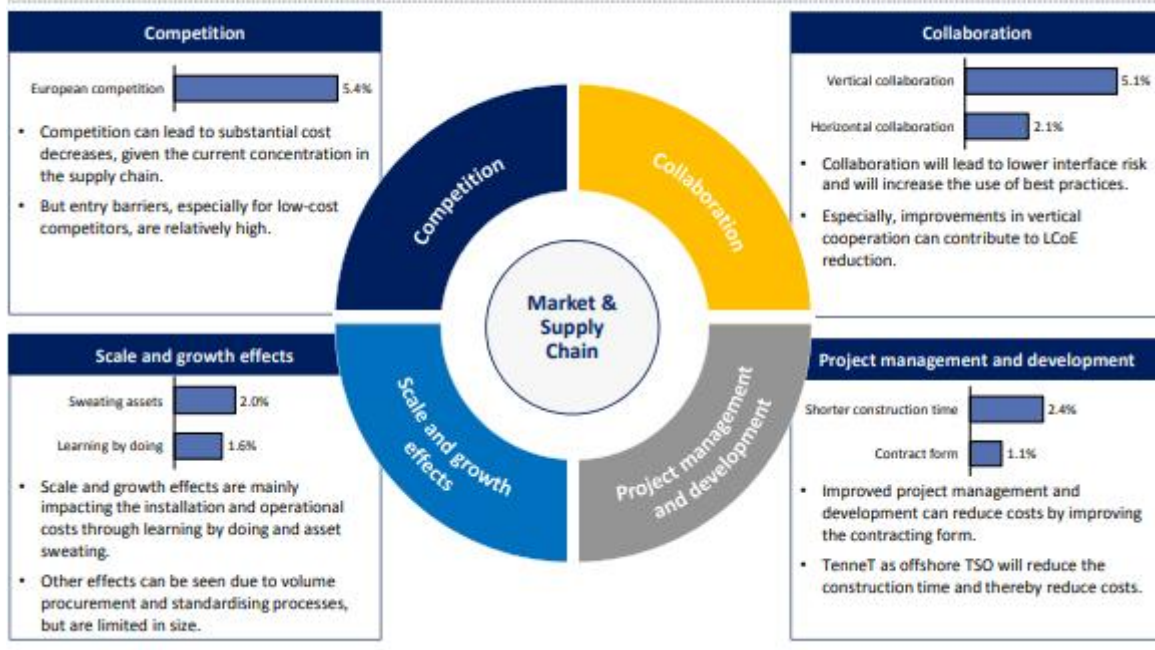 Competition
European competition
5.4%
• Competition can lead to substantial cost
decreases, given the current concentration in
the supply chain.
• But entry barriers, especially for low-cost
competitors, are relatively high.
Collaboration
Vertical collaboration
5.1%
Horizontal collaboration
2.1%
• Collaboration will lead to lower interface risk
and will increase the use of best practices.
• Especially, improvements in vertical
cooperation can contribute to LCoE
reduction.
Competition
Collaboration
Market &
Supply
Chain
Scale and growth
effects
Project management
and development
Scale and growth effects
Sweating assets
2.0%
Learning by doing
1.6%
• Scale and growth effects are mainly
impacting the installation and operational
costs through learning by doing and asset
sweating.
• Other effects can be seen due to volume
procurement and standardising processes,
but are limited in size.
Project management and development
Shorter construction time
2.4%
Contract form
1.1%
• Improved project management and
development can reduce costs by improving
the contracting form.
• TenneT as offshore TSO will reduce the
construction time and thereby reduce costs.